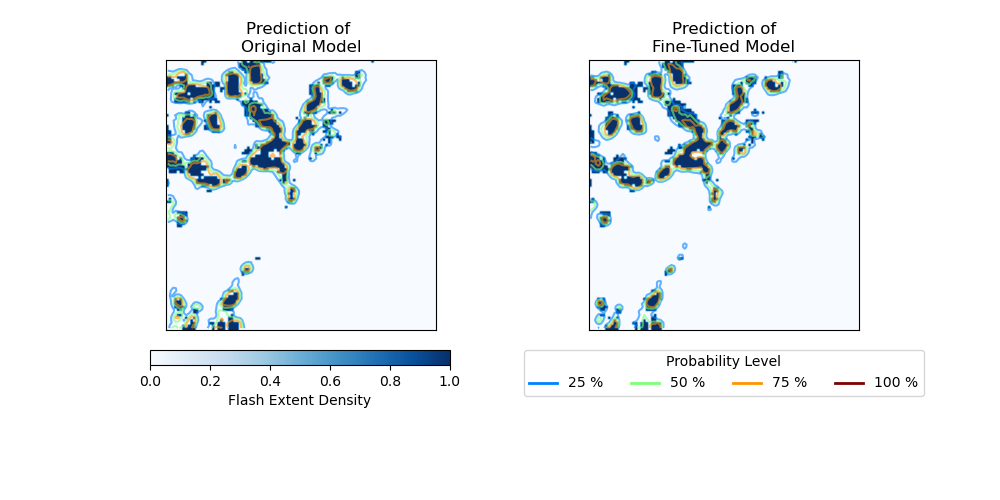 Prediction of
Original Model
Prediction of
Fine-Tuned Model
0.0 0.2 0.4 0.6 0.8 1.0
Flash Extent Density
Probability Level
25 % 50 % 75 % 100 %